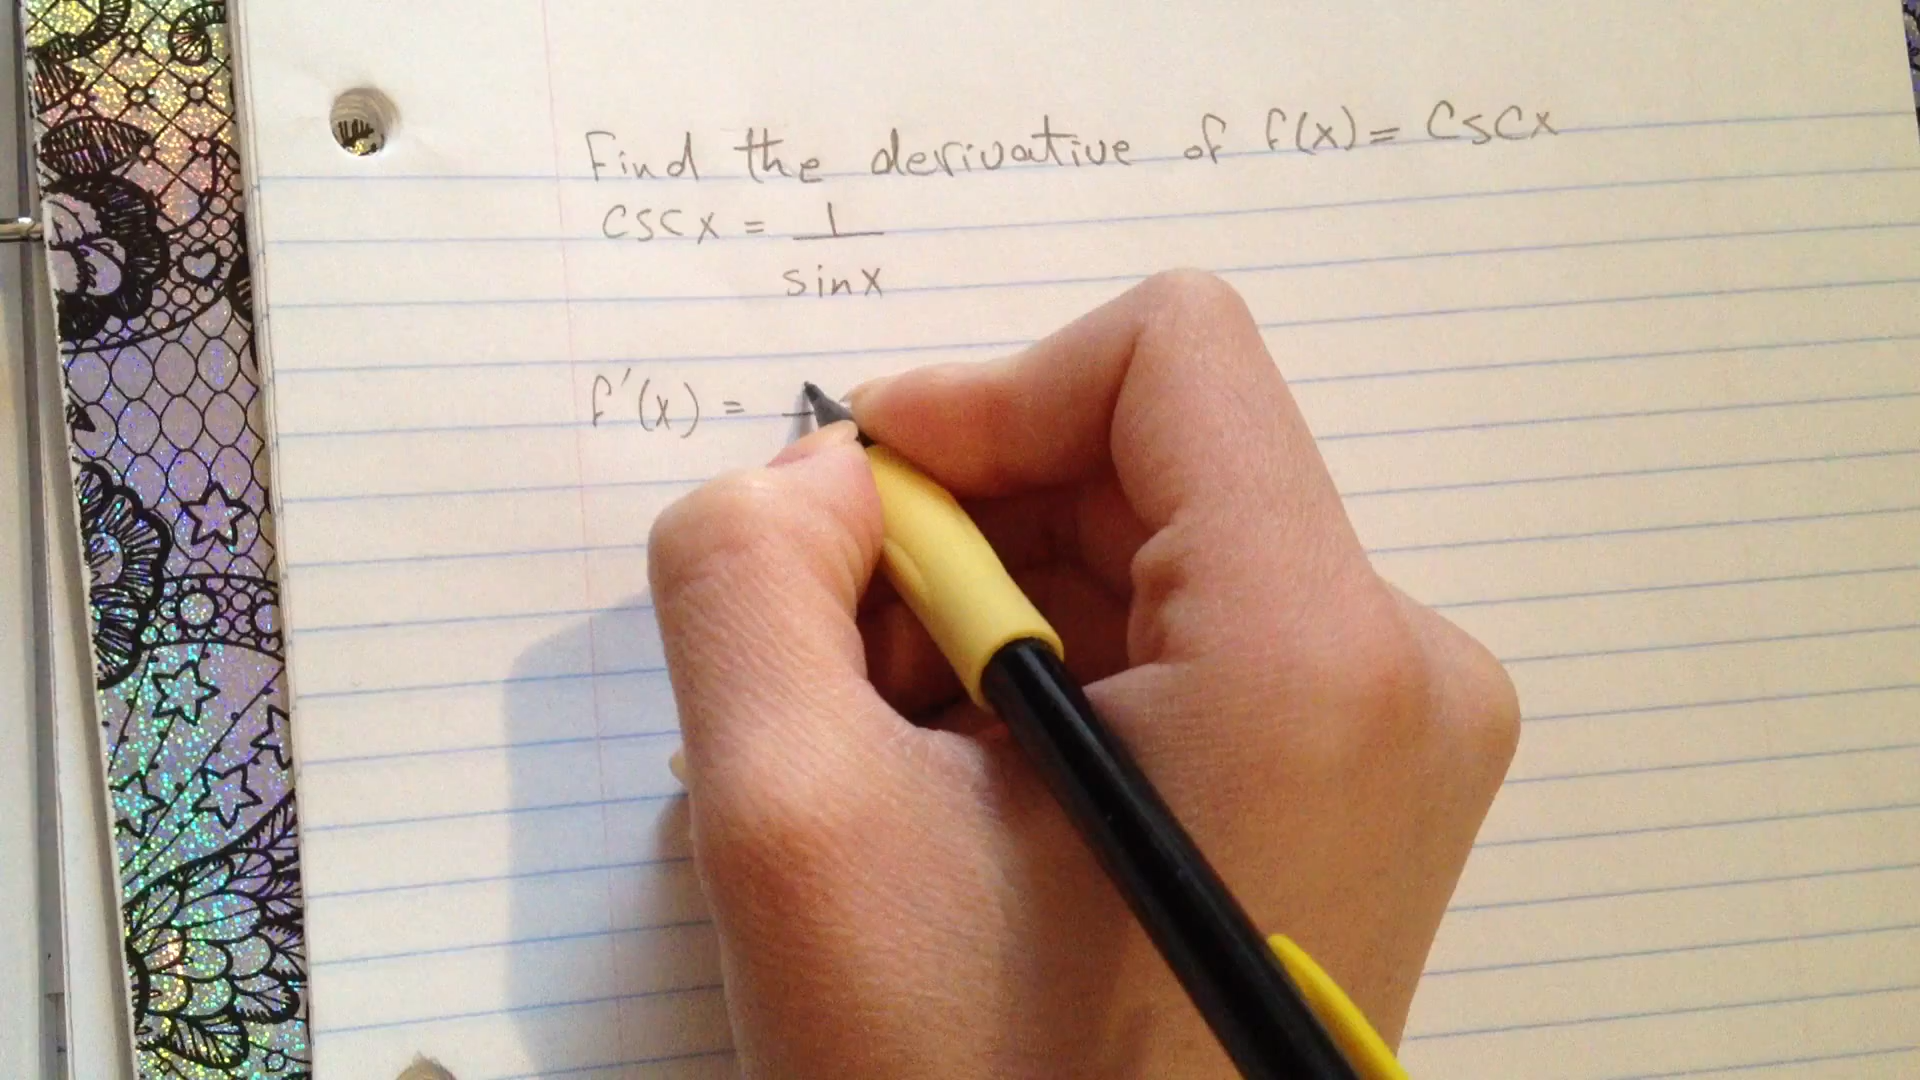 Find the derivative of f(x) = Cscx
cscx = 1
sinx
f'(x) =